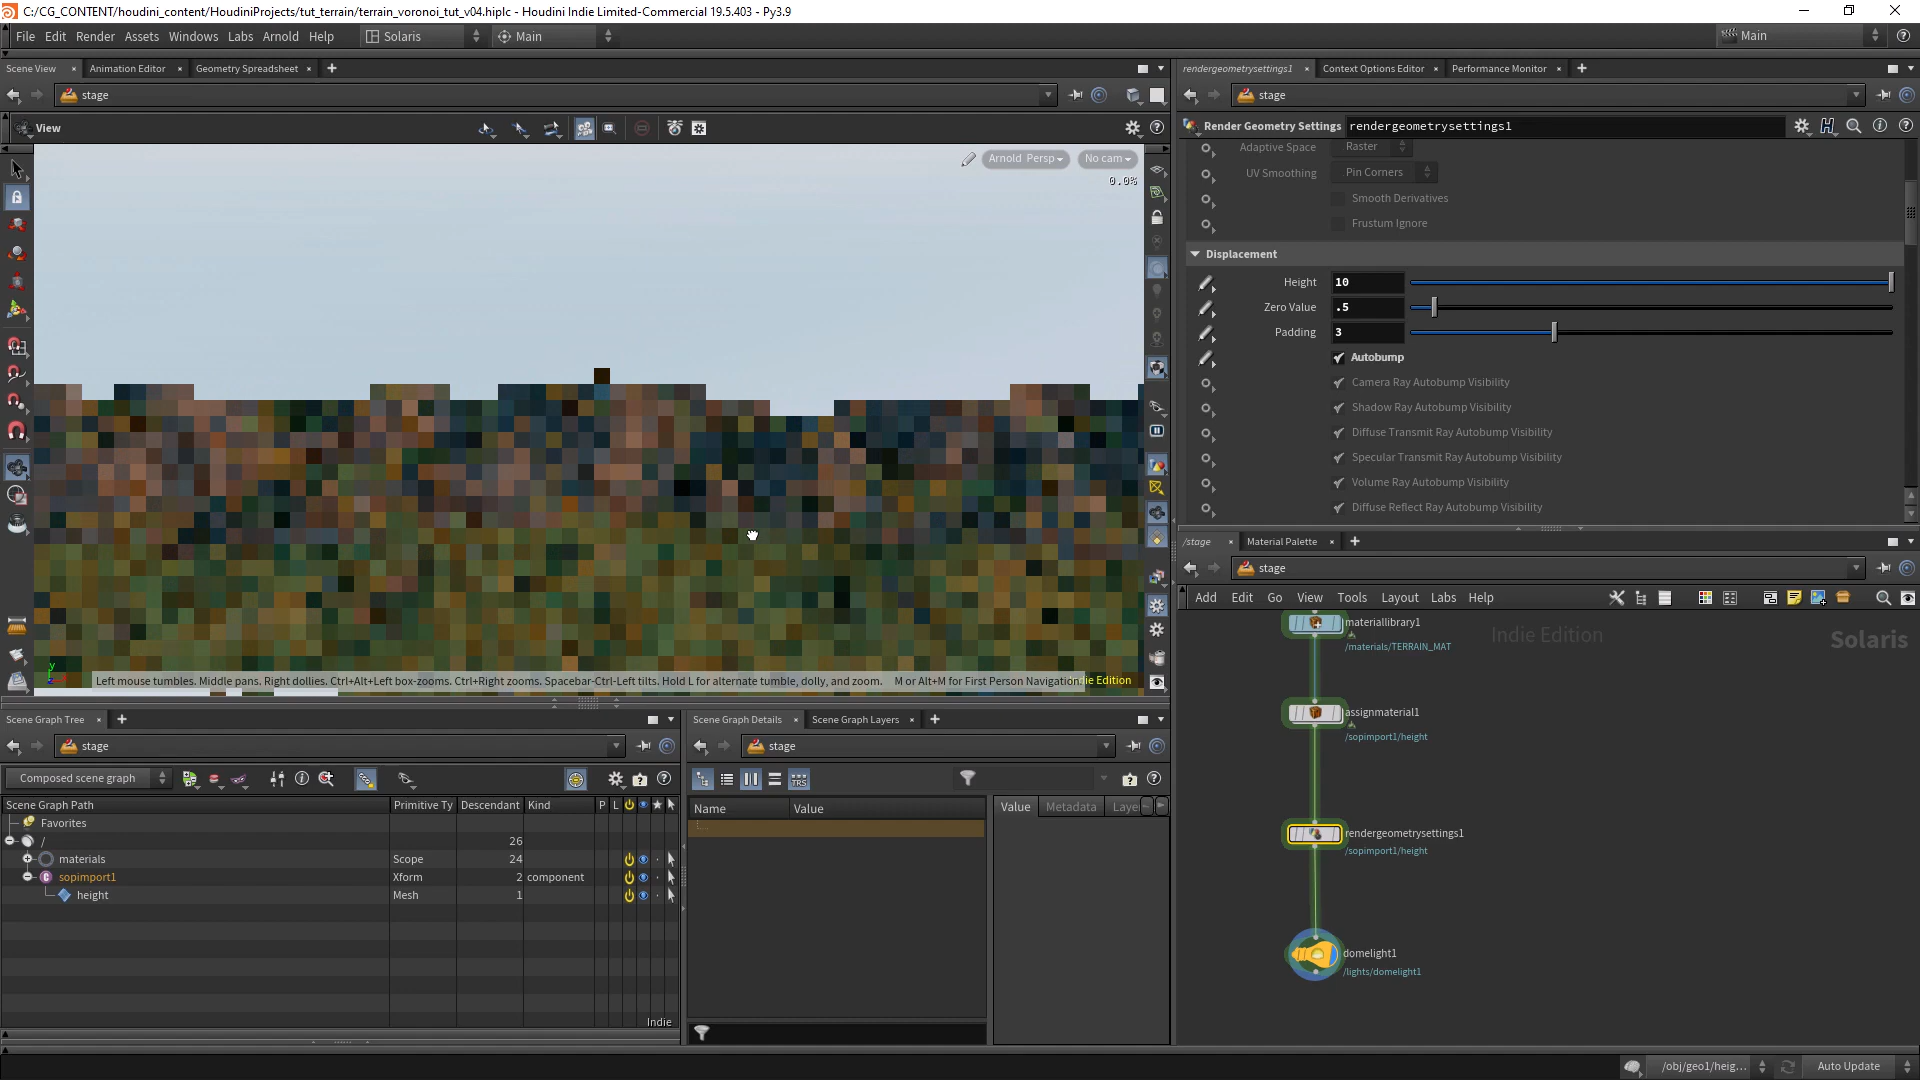 C:/CG_CONTENT/houdini_content/HoudiniProjects/tut_terrain/terrain_voronoi_tut_v04.hiplc - Houdini Indie Limited-Commercial 19.5.403 - Py3.9
File Edit Render Assets Windows Labs Arnold Help Solaris Main Main
Scene View Animation Editor Geometry Spreadsheet
stage
View
Arnold Persp No cam
0.0%
Left mouse tumbles. Middle pans. Right dollies. Ctrl+Alt+Left box-zooms. Ctrl+Right zooms. Spacebar-Ctrl-Left tilts. Hold L for alternate tumble, dolly, and zoom. M or Alt+M for First Person Navigation.
Edition
rendergeometrysettings1 Context Options Editor Performance Monitor
stage
Render Geometry Settings rendergeometrysettings1
Adaptive Space Raster
UV Smoothing Pin Corners
Smooth Derivatives
Frustum Ignore
Displacement
Height 10
Zero Value .5
Padding 3
Autobump
Camera Ray Autobump Visibility
Shadow Ray Autobump Visibility
Diffuse Transmit Ray Autobump Visibility
Specular Transmit Ray Autobump Visibility
Volume Ray Autobump Visibility
Diffuse Reflect Ray Autobump Visibility
/stage Material Palette
stage
Add Edit Go View Tools Layout Labs Help
Indie Edition Solaris
materiallibrary1
/materials/TERRAIN_MAT
assignmaterial1
/sopimport1/height
rendergeometrysettings1
/sopimport1/height
domelight1
/lights/domelight1
Scene Graph Tree
stage
Composed scene graph
Scene Graph Path Primitive Ty Descendant Kind P L
Favorites
/ 26
materials Scope 24
sopimport1 Xform 2 component
height Mesh 1
Indie
Scene Graph Details Scene Graph Layers
stage
Name Value
Value Metadata Laye
/obj/geo1/heig... Auto Update